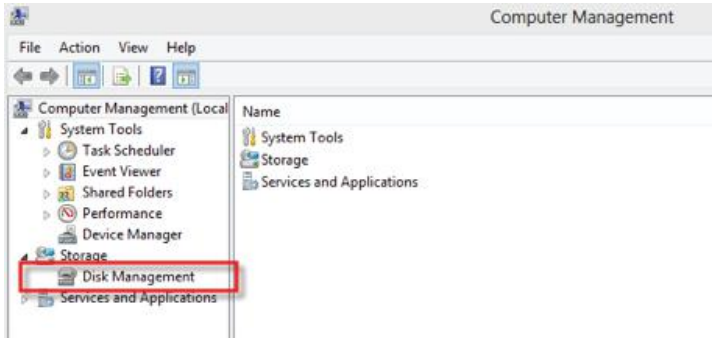 Computer Management
File Action View Help
Computer Management (Local
System Tools
Task Scheduler
Event Viewer
Shared Folders
Performance
Device Manager
Storage
Disk Management
Services and Applications
Name
System Tools
Storage
Services and Applications